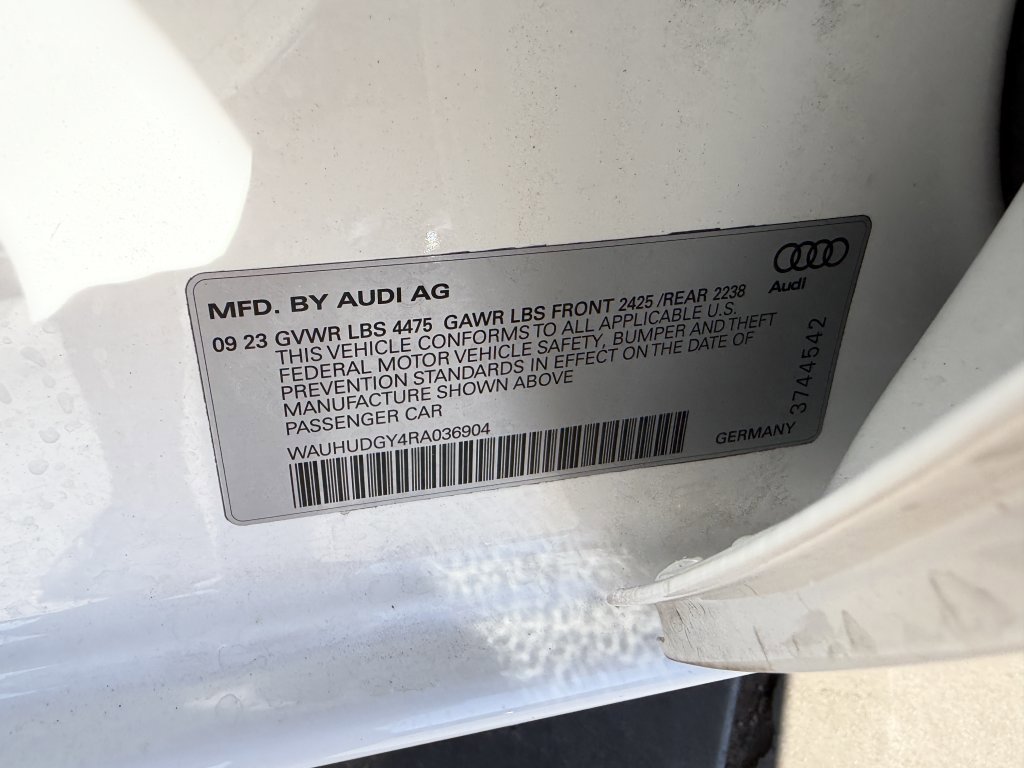 MFD. BY AUDI AG
Audi
09 23 GVWR LBS 4475 GAWR LBS FRONT 2425 /REAR 2238
THIS VEHICLE CONFORMS TO ALL APPLICABLE U.S.
FEDERAL MOTOR VEHICLE SAFETY, BUMPER AND THEFT
PREVENTION STANDARDS IN EFFECT ON THE DATE OF
MANUFACTURE SHOWN ABOVE
PASSENGER CAR
WAUHUDGY4RA036904
GERMANY
3744542